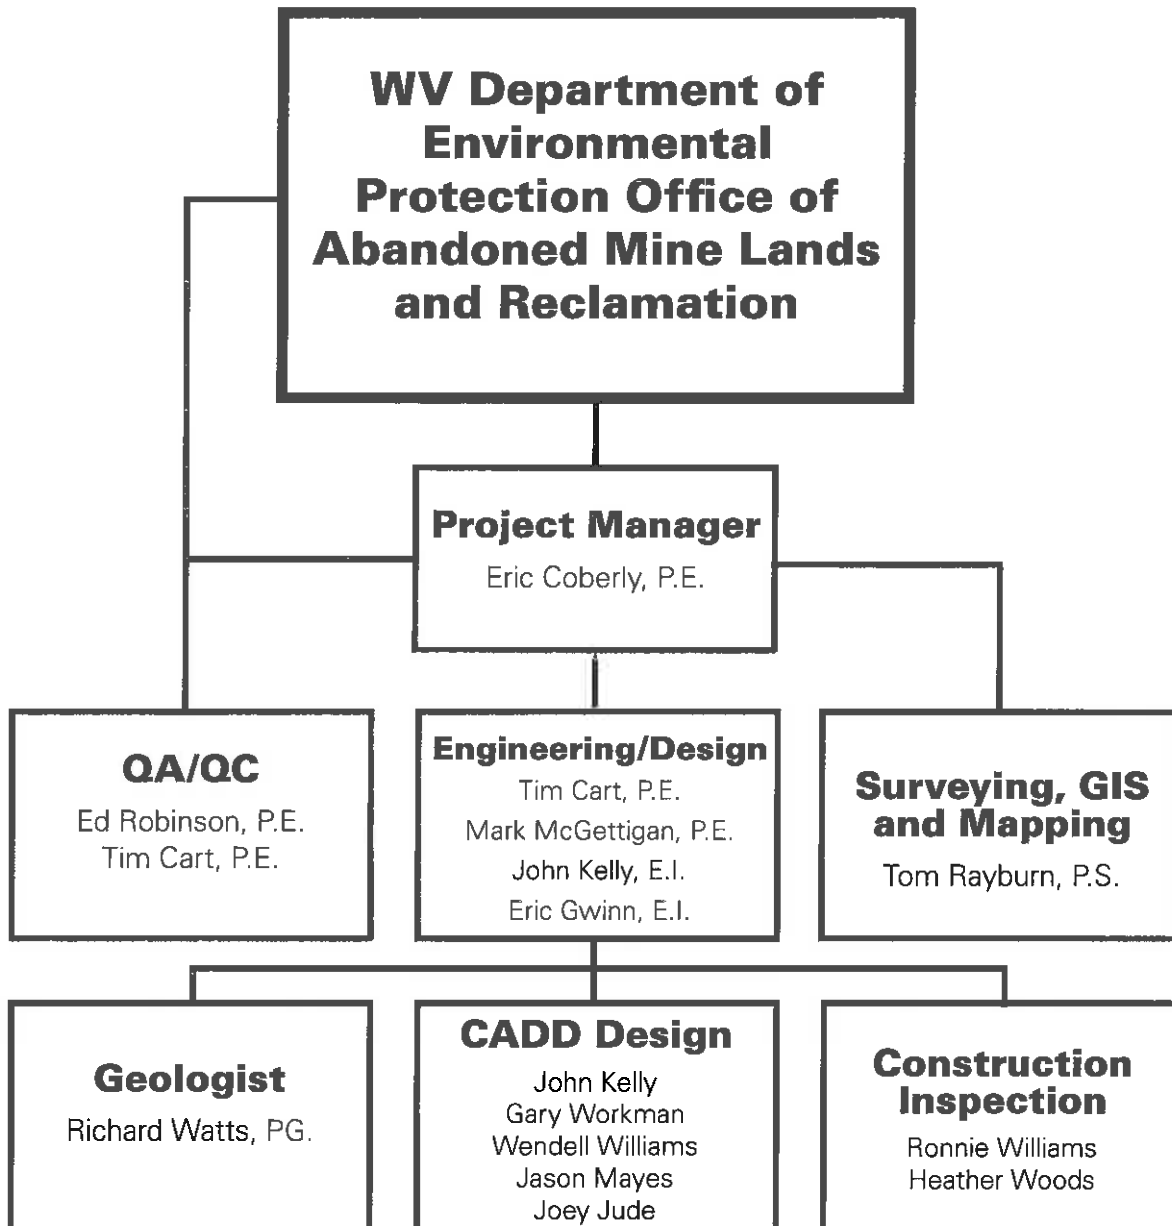 WV Department of
Environmental
Protection Office of
Abandoned Mine Lands
and Reclamation
Project Manager
Eric Coberly, P.E.
QA/QC
Ed Robinson, P.E.
Tim Cart, P.E.
Engineering/Design
Tim Cart, P.E.
Mark McGettigan, P.E.
John Kelly, E.I.
Eric Gwinn, E.I.
Surveying, GIS
and Mapping
Tom Rayburn, P.S.
Geologist
Richard Watts, PG.
CADD Design
John Kelly
Gary Workman
Wendell Williams
Jason Mayes
Joey Jude
Construction
Inspection
Ronnie Williams
Heather Woods